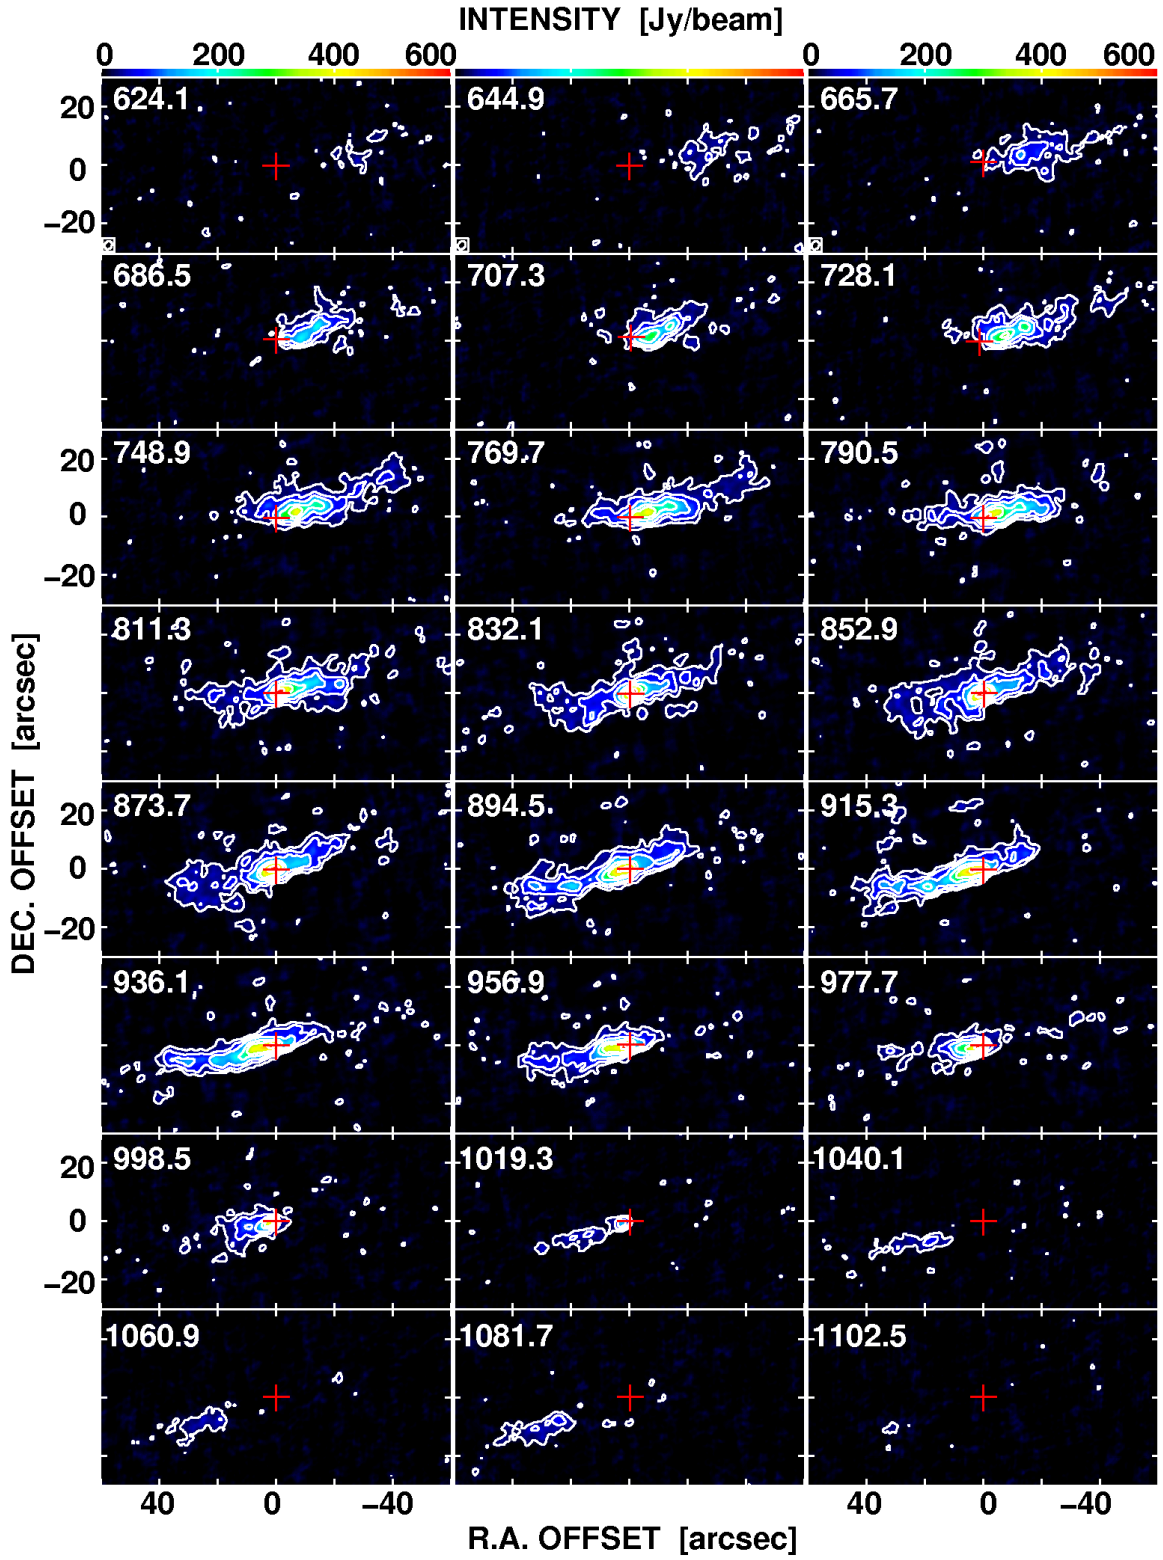 INTENSITY [Jy/beam]
0 200 400 600 0 200 400 600
624.1 644.9 665.7
20
0
−20
686.5 707.3 728.1
748.9 769.7 790.5
20
0
−20
811.3 832.1 852.9
873.7 894.5 915.3
20
0
−20
936.1 956.9 977.7
998.5 1019.3 1040.1
20
0
−20
1060.9 1081.7 1102.5
40 0 −40 40 0 −40
R.A. OFFSET [arcsec]
DEC. OFFSET [arcsec]